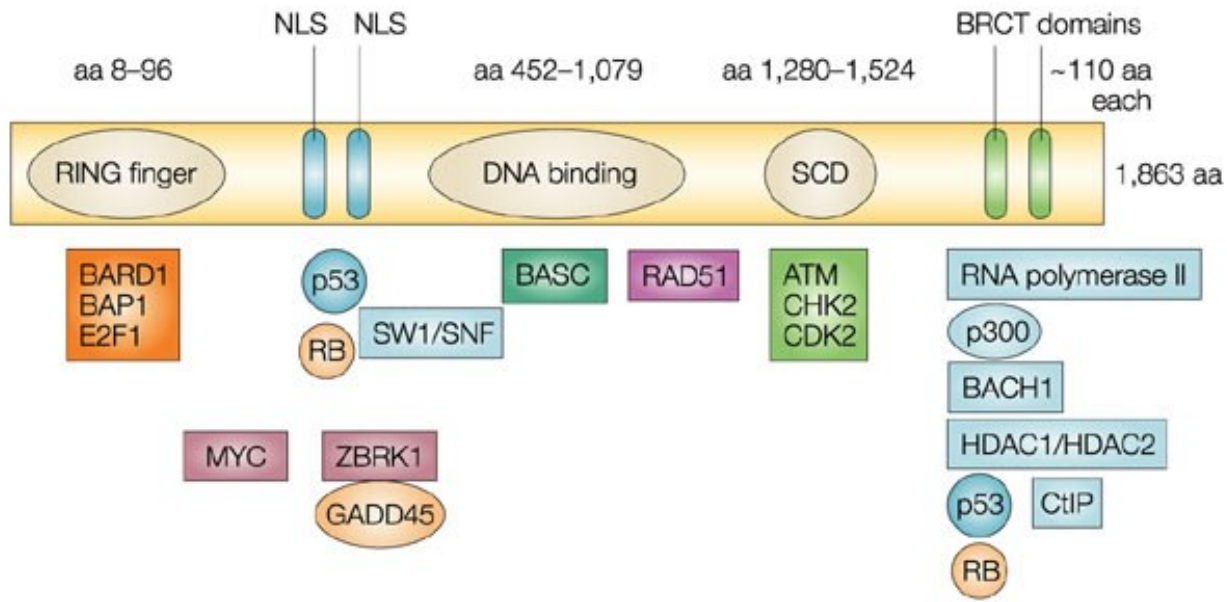 NLS NLS BRCT domains
aa 8–96 aa 452–1,079 aa 1,280–1,524 ~110 aa
each
RING finger DNA binding SCD 1,863 aa
BARD1
BAP1
E2F1
p53
RB
SW1/SNF
BASC
RAD51
ATM
CHK2
CDK2
RNA polymerase II
p300
BACH1
HDAC1/HDAC2
p53 CtIP
RB
MYC ZBRK1
GADD45